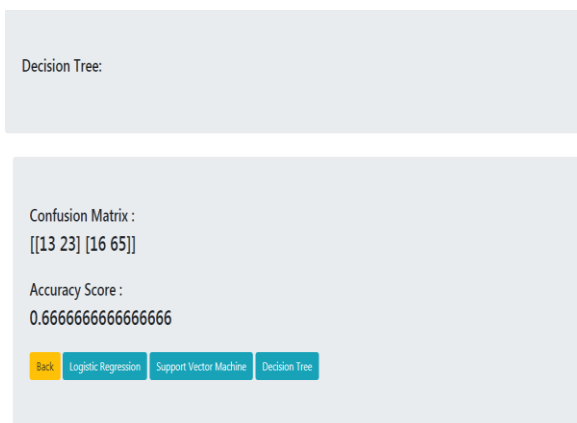 Decision Tree:
Confusion Matrix :
[[13 23] [16 65]]
Accuracy Score :
0.6666666666666666
Back Logistic Regression Support Vector Machine Decision Tree